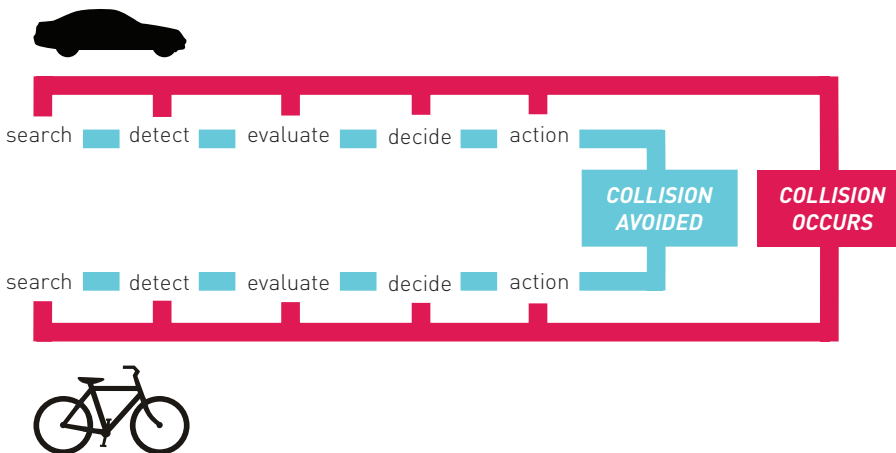 search detect evaluate decide action
COLLISION
AVOIDED
COLLISION
OCCURS
search detect evaluate decide action